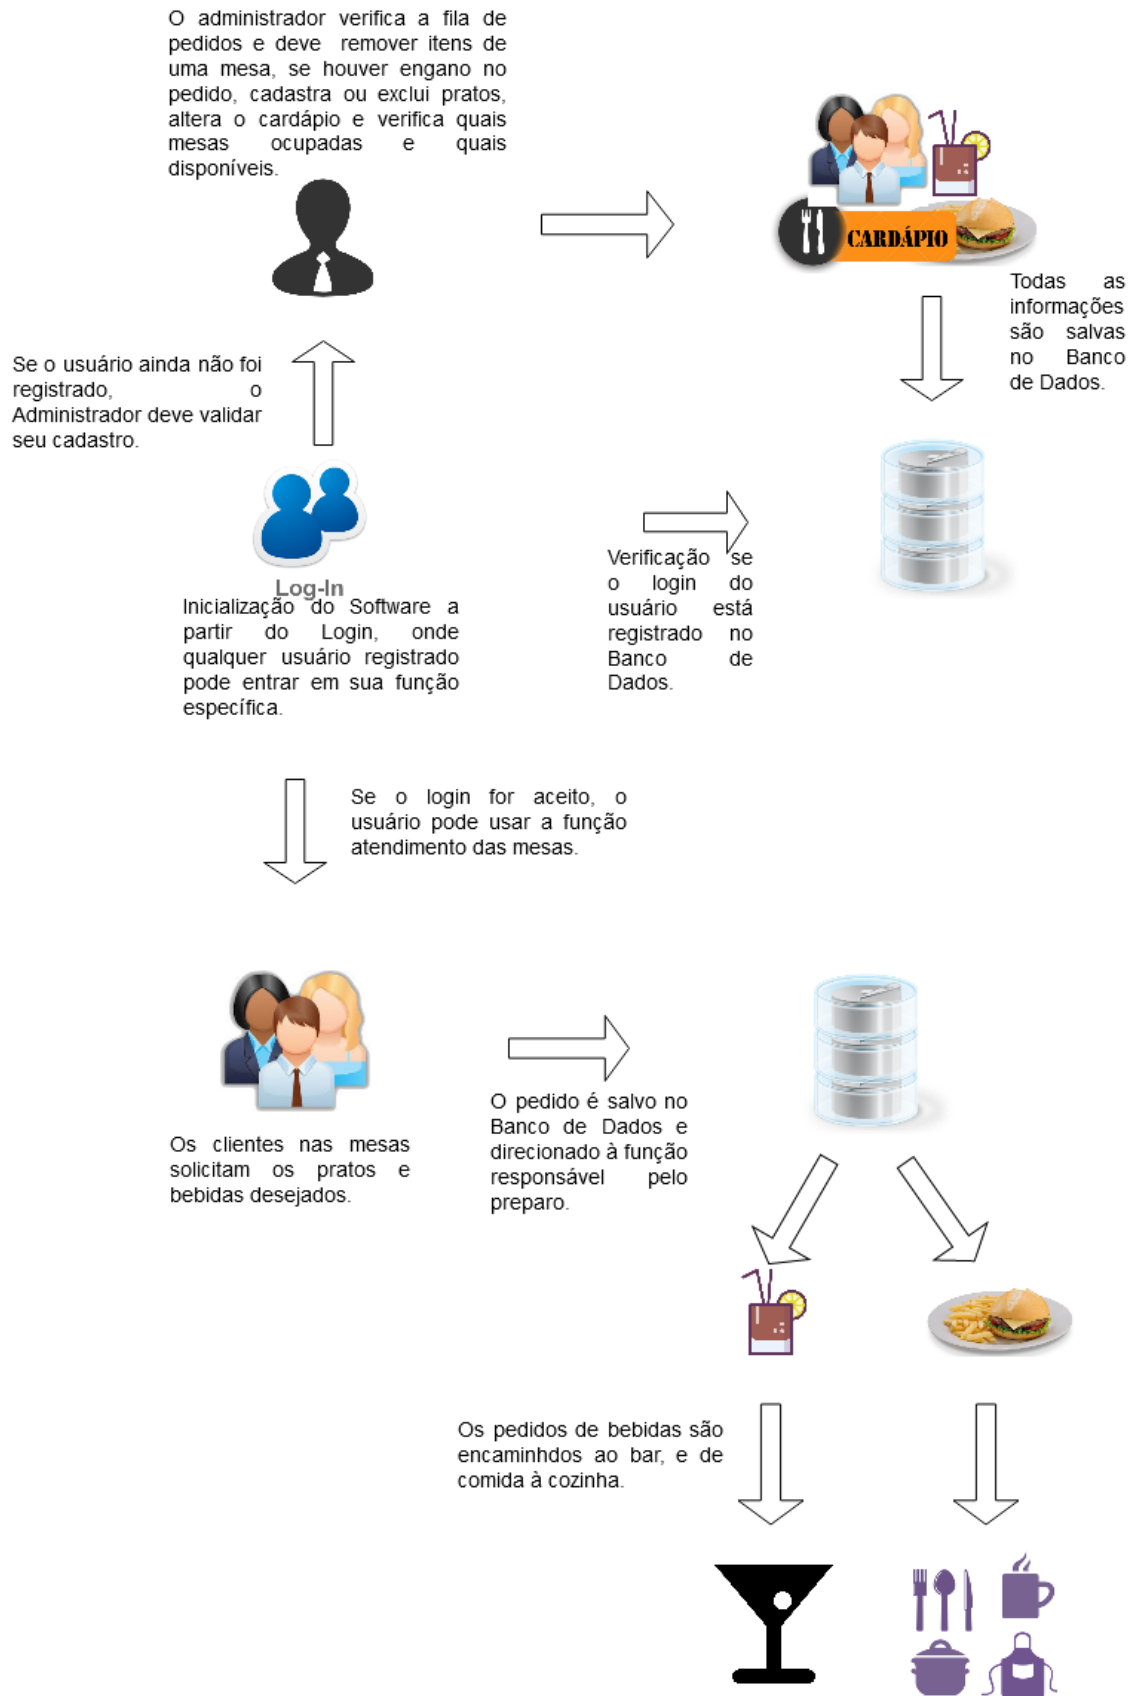 O administrador verifica a fila de
pedidos e deve remover itens de
uma mesa, se houver engano no
pedido, cadastra ou exclui pratos,
altera o cardápio e verifica quais
mesas ocupadas e quais
disponíveis.
CARDÁPIO
Todas as
informações
são salvas
no Banco
de Dados.
Se o usuário ainda não foi
registrado, o
Administrador deve validar
seu cadastro.
Log-In
Inicialização do Software a
partir do Login, onde
qualquer usuário registrado
pode entrar em sua função
específica.
Verificação se
o login do
usuário está
registrado no
Banco de
Dados.
Se o login for aceito, o
usuário pode usar a função
atendimento das mesas.
Os clientes nas mesas
solicitam os pratos e
bebidas desejados.
O pedido é salvo no
Banco de Dados e
direcionado à função
responsável pelo
preparo.
Os pedidos de bebidas são
encaminhdos ao bar, e de
comida à cozinha.